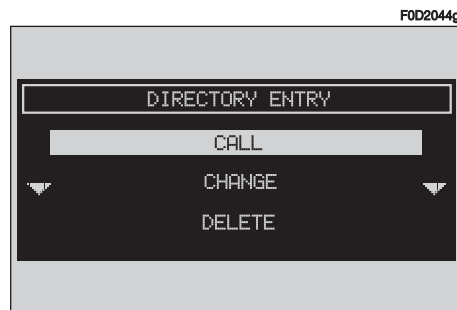 F0D2044g
DIRECTORY ENTRY
CALL
CHANGE
DELETE